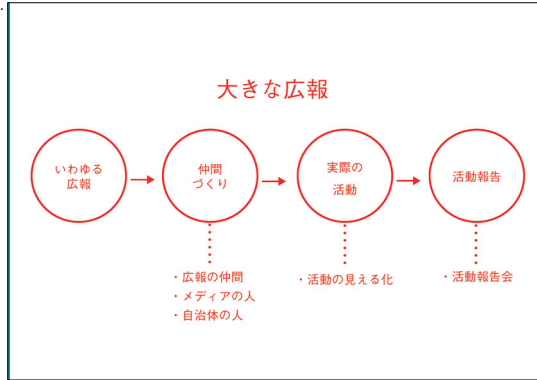 大きな広報
いわゆる
広報
仲間
づくり
実際の
活動
活動報告
・広報の仲間
・メディアの人
・自治体の人
・活動の見える化
・活動報告会